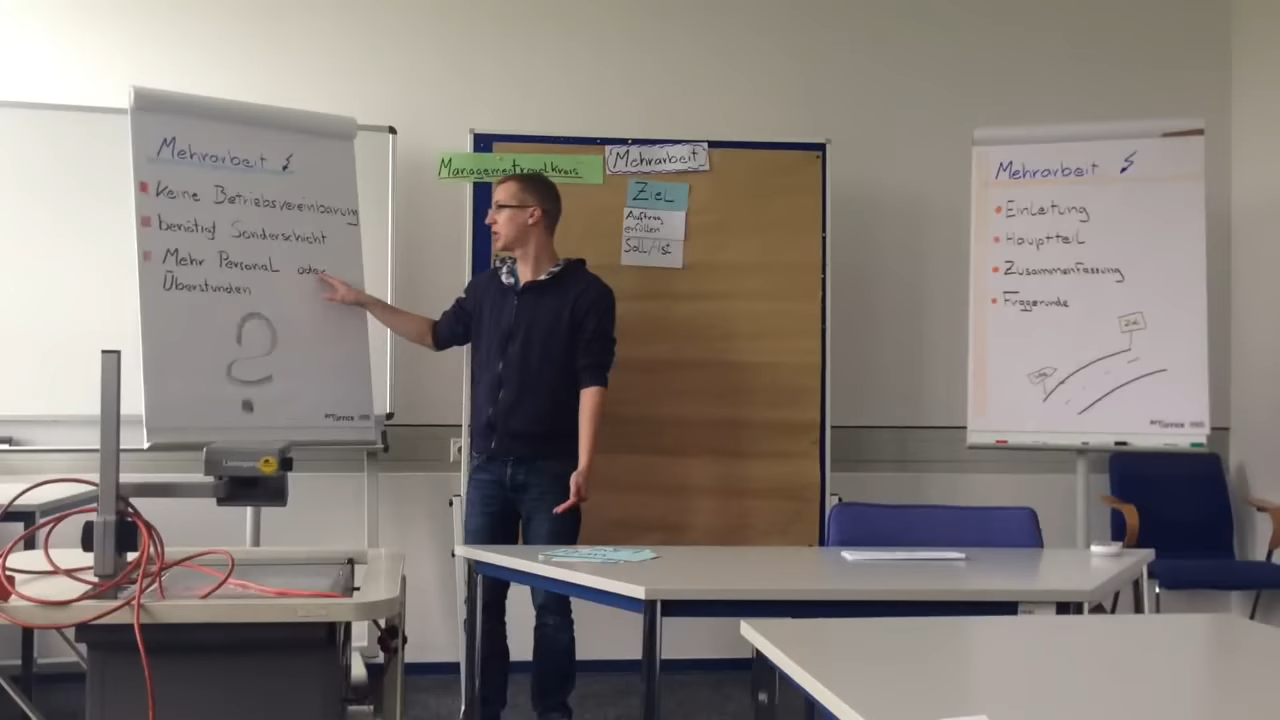 Mehrarbeit
Keine Betriebsvereinbarung
benötigt Sonderschicht
Mehr Personal oder
Überstunden
?
Managementregelkreis
Mehrarbeit
Ziel
Auftrag
erfüllen
Soll/Ist
Mehrarbeit
Einleitung
Hauptteil
Zusammenfassung
Fragerunde
Ziel